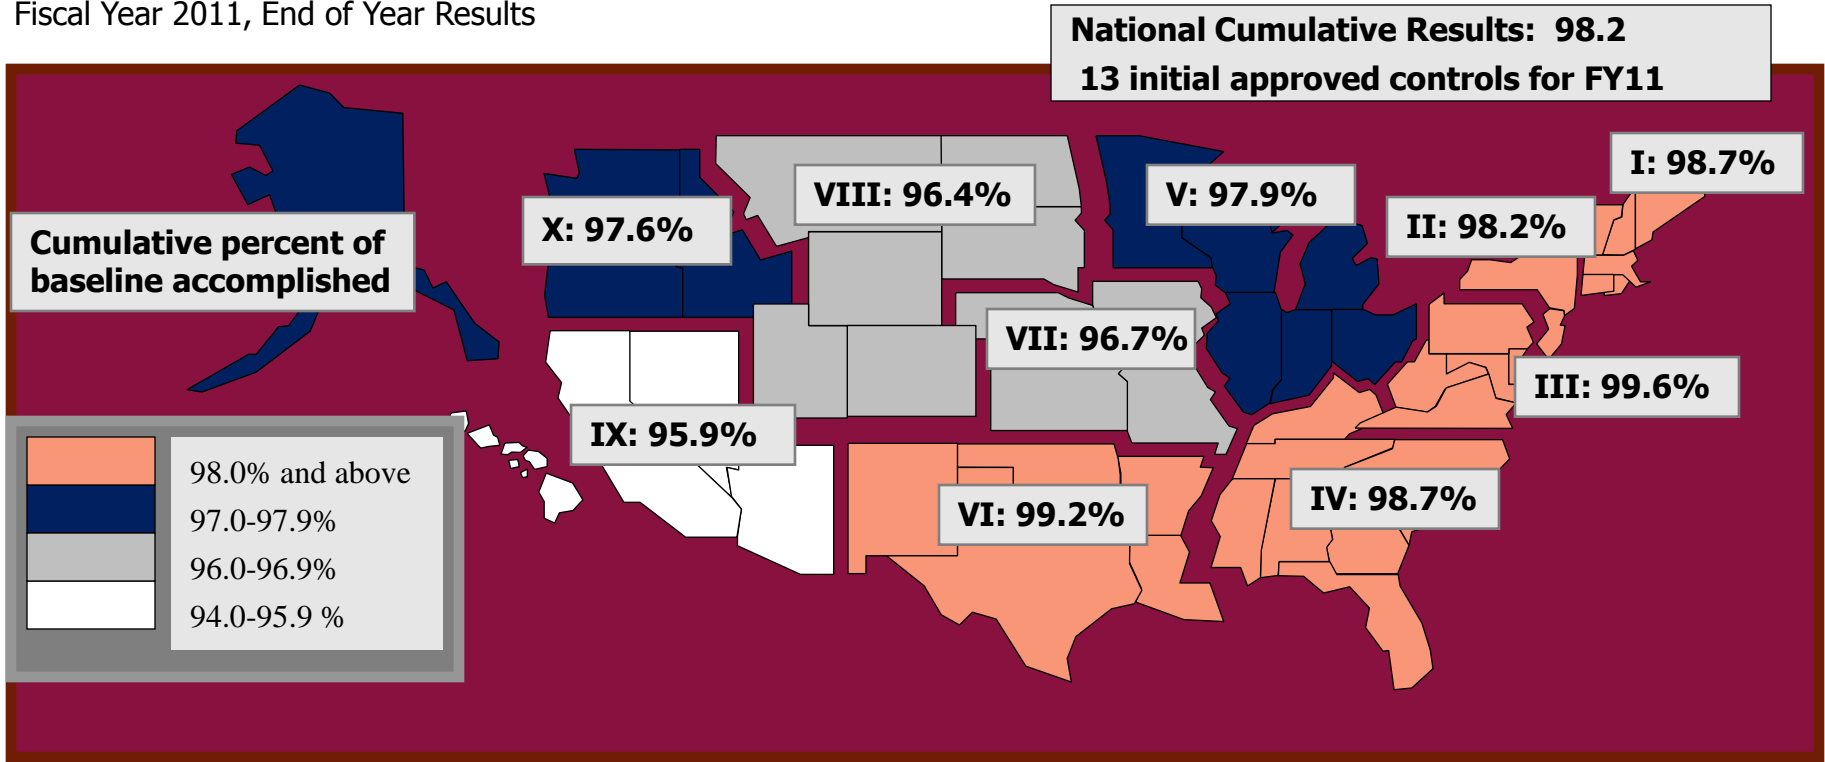 Fiscal Year 2011, End of Year Results
National Cumulative Results: 98.2
13 initial approved controls for FY11
I: 98.7%
VIII: 96.4%
V: 97.9%
X: 97.6%
II: 98.2%
Cumulative percent of
baseline accomplished
VII: 96.7%
III: 99.6%
IX: 95.9%
98.0% and above
97.0-97.9%
96.0-96.9%
94.0-95.9 %
VI: 99.2%
IV: 98.7%